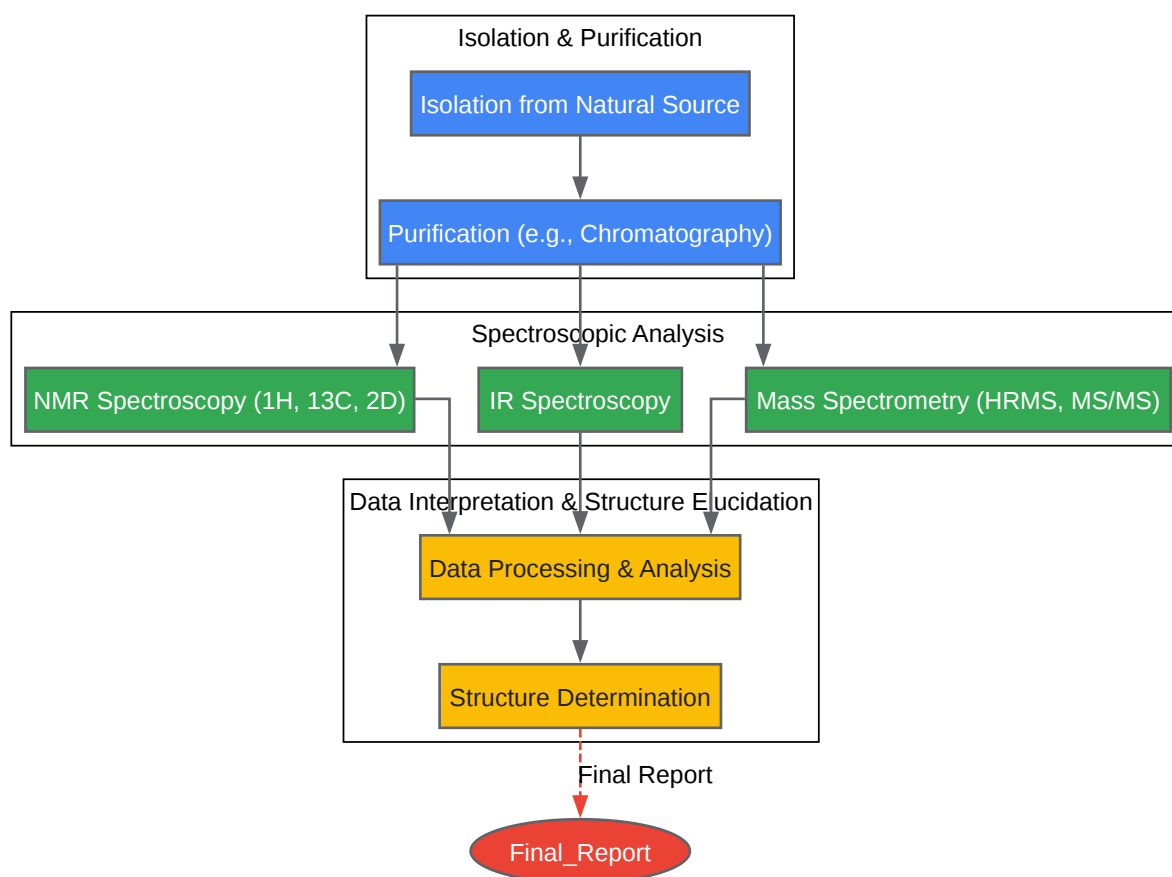 Isolation & Purification
Isolation from Natural Source
Purification (e.g., Chromatography)
Spectroscopic Analysis
NMR Spectroscopy (1H, 13C, 2D)
IR Spectroscopy
Mass Spectrometry (HRMS, MS/MS)
Data Interpretation & Structure Elucidation
Data Processing & Analysis
Structure Determination
Final Report
Final_Report